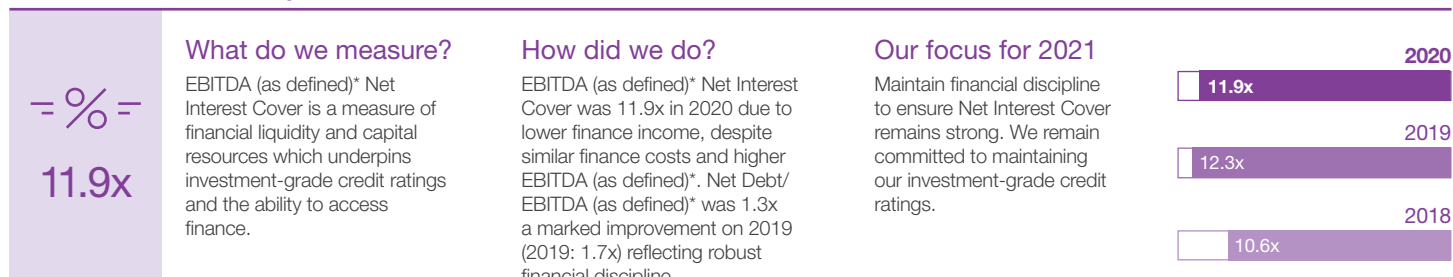 = % =
11.9x
What do we measure?
EBITDA (as defined)* Net
Interest Cover is a measure of
financial liquidity and capital
resources which underpins
investment-grade credit ratings
and the ability to access
finance.
How did we do?
EBITDA (as defined)* Net Interest
Cover was 11.9x in 2020 due to
lower finance income, despite
similar finance costs and higher
EBITDA (as defined)*. Net Debt/
EBITDA (as defined)* was 1.3x
a marked improvement on 2019
(2019: 1.7x) reflecting robust
financial discipline
Our focus for 2021
Maintain financial discipline
to ensure Net Interest Cover
remains strong. We remain
committed to maintaining
our investment-grade credit
ratings.
2020
11.9x
2019
12.3x
2018
10.6x